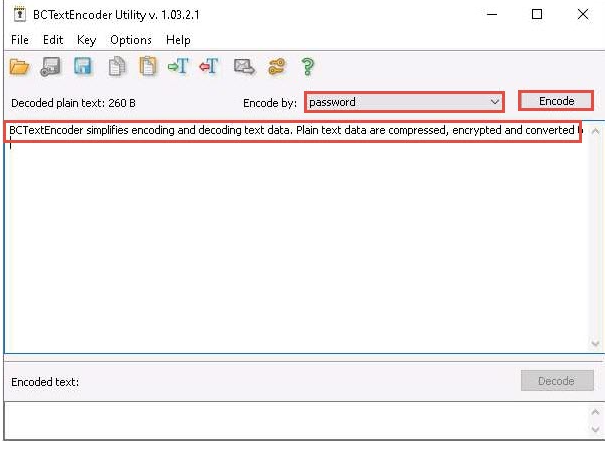 BCTextEncoder Utility v. 1.03.2.1
File Edit Key Options Help
Decoded plain text: 260 B Encode by: password Encode
BCTextEncoder simplifies encoding and decoding text data. Plain text data are compressed, encrypted and converted
Encoded text: Decode